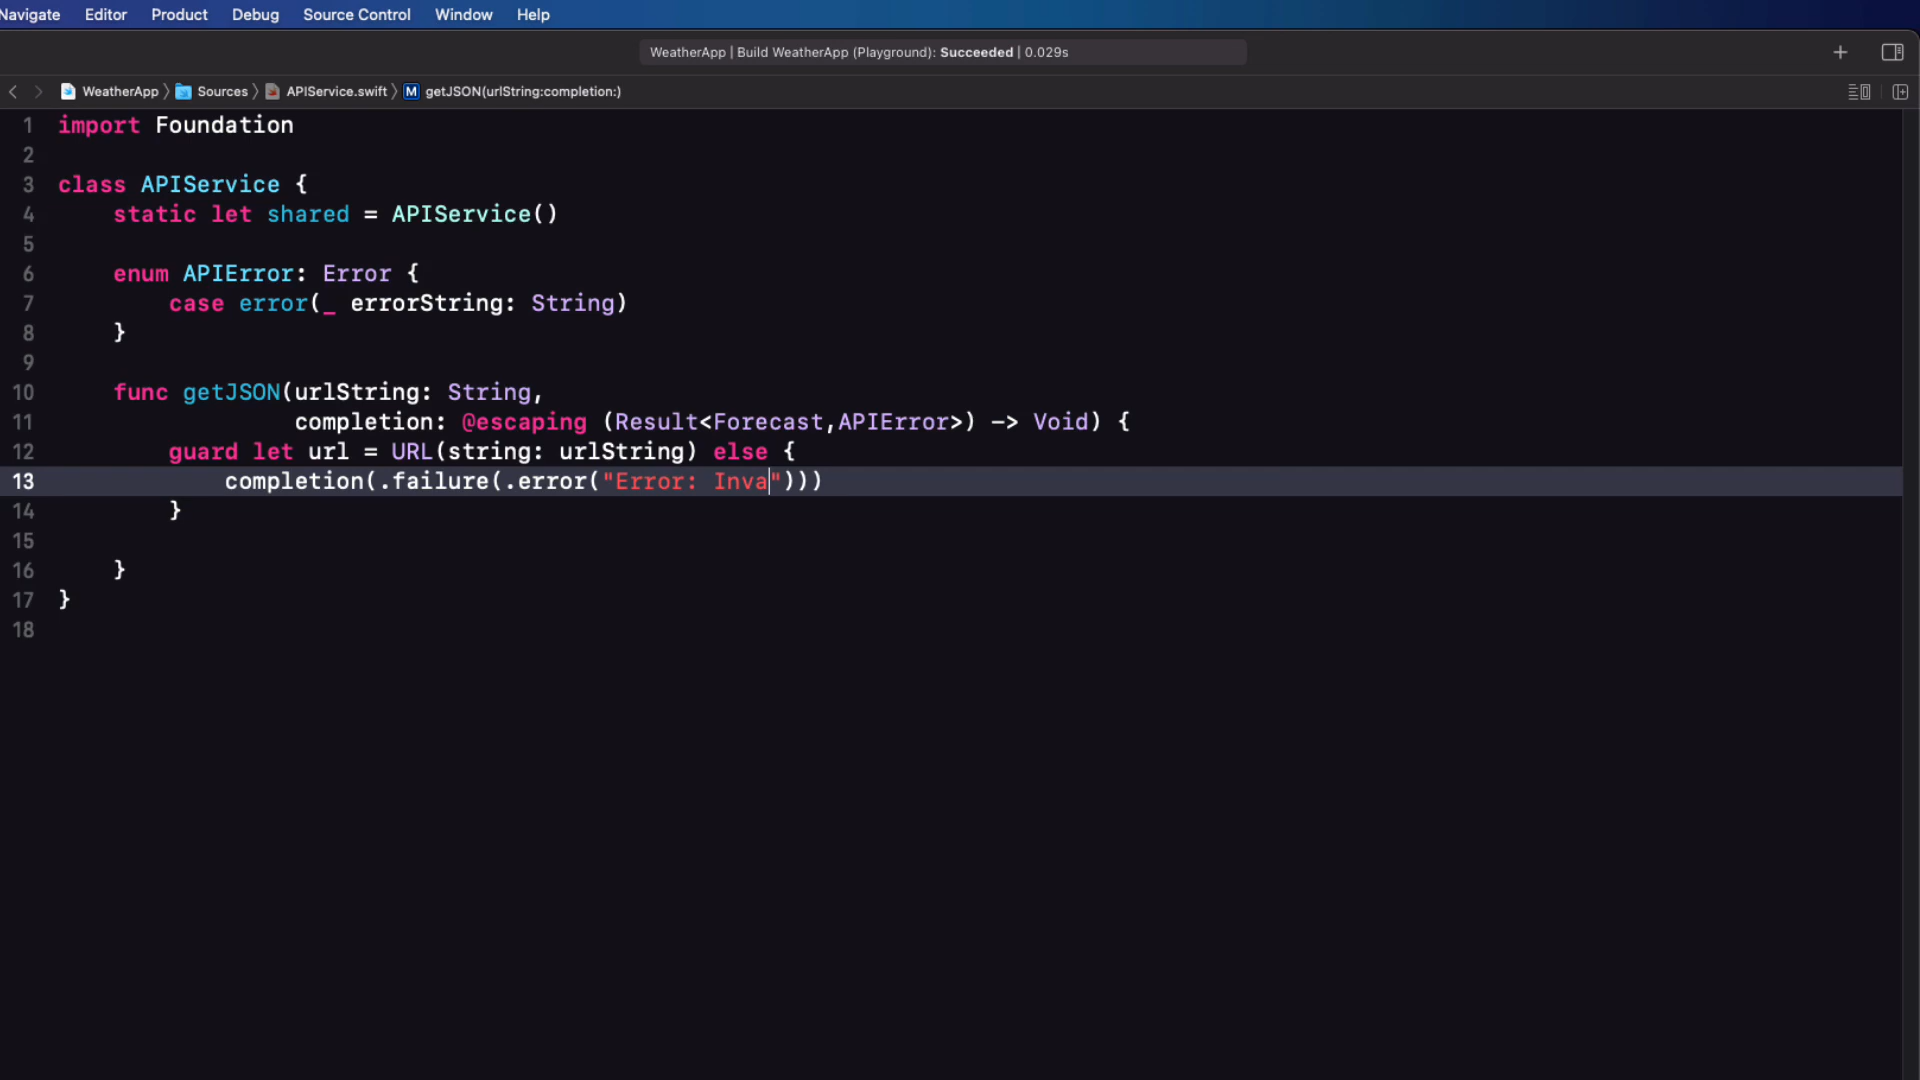 Navigate Editor Product Debug Source Control Window Help
WeatherApp | Build WeatherApp (Playground): Succeeded | 0.029s
WeatherApp Sources APIService.swift M getJSON(urlString:completion:)
1 import Foundation
2
3 class APIService {
4 static let shared = APIService()
5
6 enum APIError: Error {
7 case error(_ errorString: String)
8 }
9
10 func getJSON(urlString: String,
11 completion: @escaping (Result<Forecast,APIError>) -> Void) {
12 guard let url = URL(string: urlString) else {
13 completion(.failure(.error("Error: Inva")))
14 }
15
16 }
17 }
18